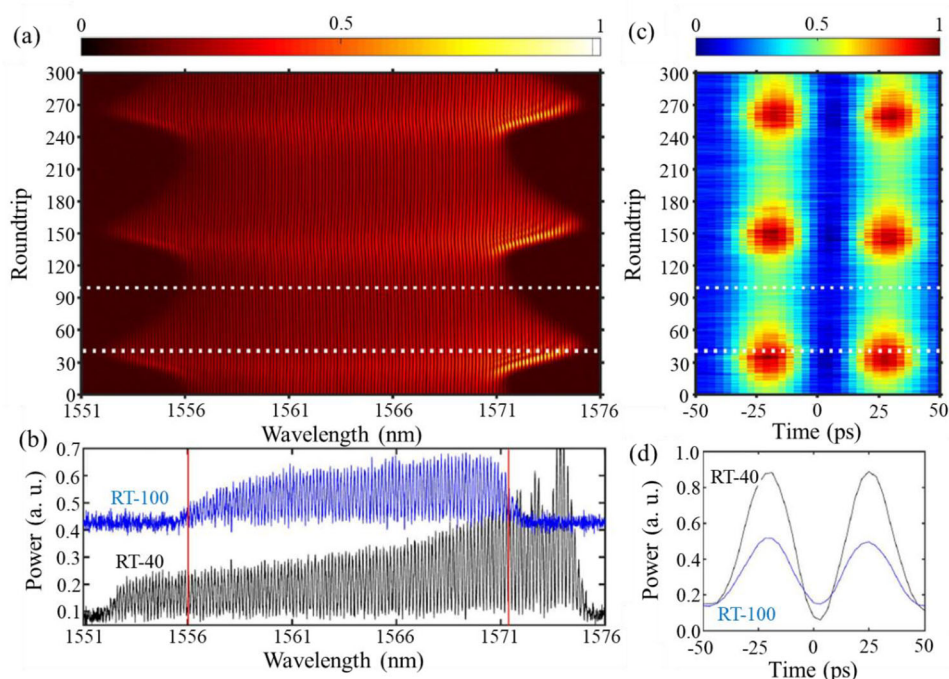 (a)
0 0.5 1
Roundtrip
300
270
240
210
180
150
120
90
60
30
0
1551 1556 1561 1566 1571 1576
Wavelength (nm)
(c)
0 0.5 1
Roundtrip
300
270
240
210
180
150
120
90
60
30
0
-50 -25 0 25 50
Time (ps)
(b)
Power (a. u.)
0.7
0.6
0.5
0.4
0.3
0.2
0.1
RT-100
RT-40
1551 1556 1561 1566 1571 1576
Wavelength (nm)
(d)
Power (a. u.)
1.0
0.8
0.6
0.4
0.2
0.0
RT-40
RT-100
50 -25 0 25 50
Time (ps)